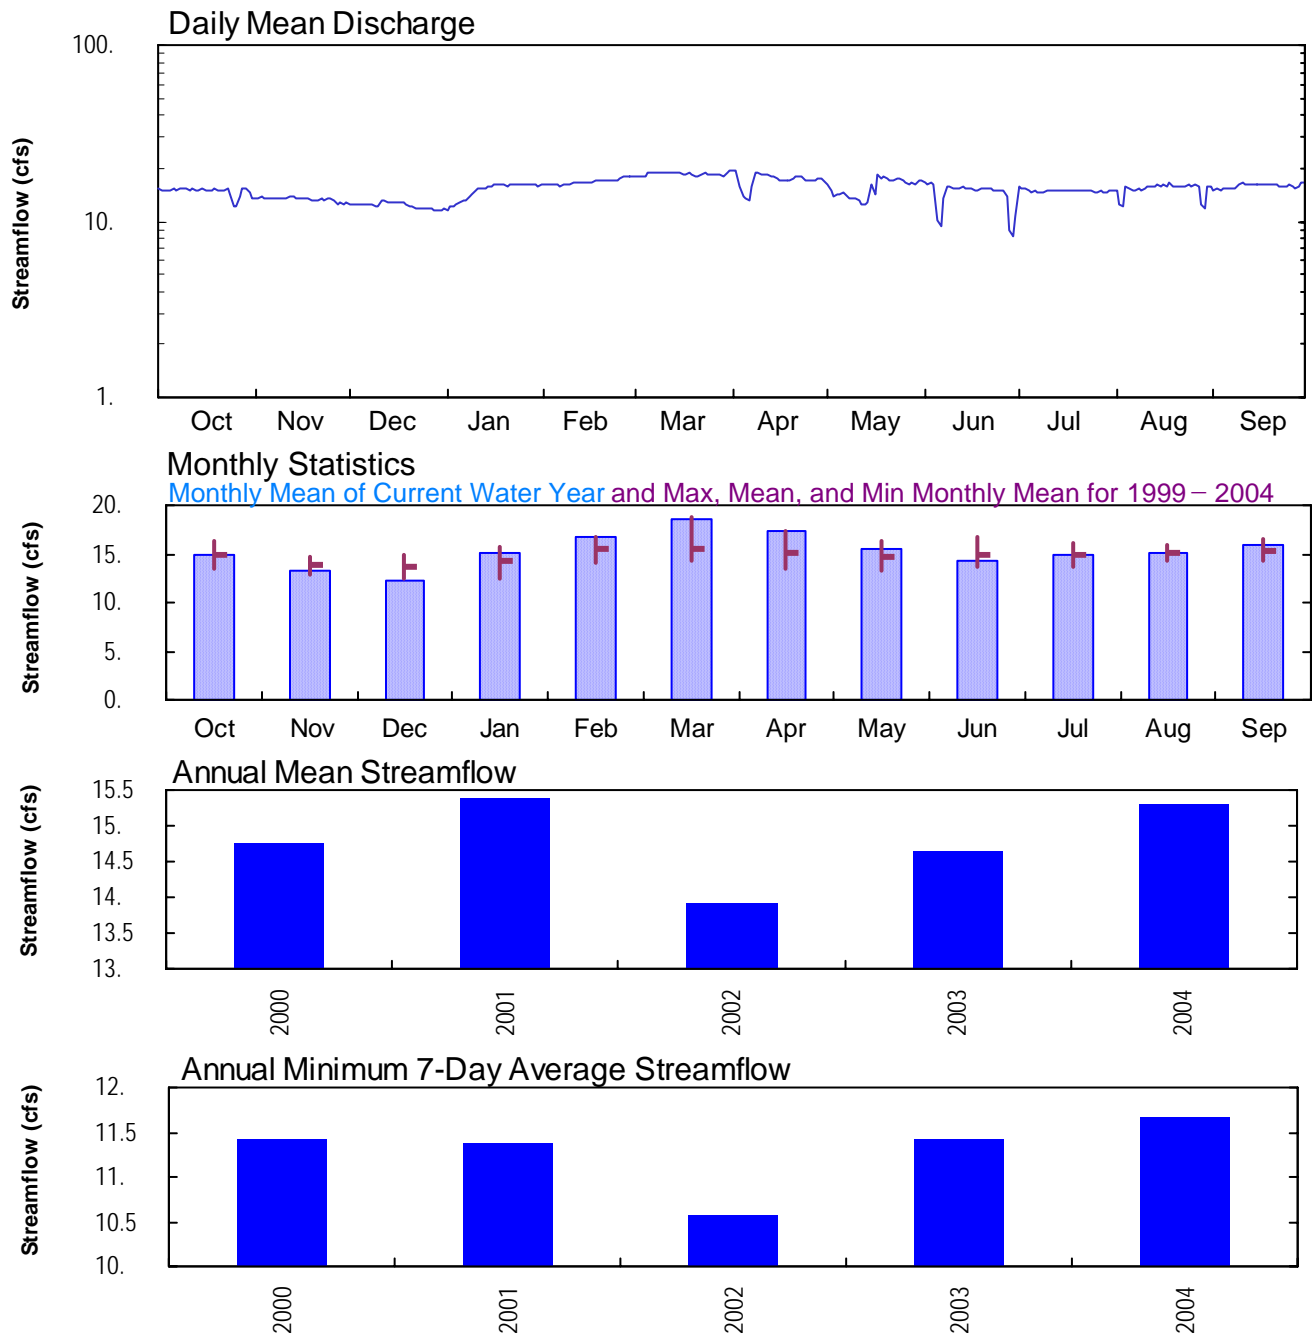 Daily Mean Discharge
Streamflow (cfs)
100.
10.
1.
Oct Nov Dec Jan Feb Mar Apr May Jun Jul Aug Sep
Monthly Statistics
Monthly Mean of Current Water Year and Max, Mean, and Min Monthly Mean for 1999 – 2004
Streamflow (cfs)
20.
15.
10.
5.
0.
Oct Nov Dec Jan Feb Mar Apr May Jun Jul Aug Sep
Annual Mean Streamflow
Streamflow (cfs)
15.5
15.
14.5
14.
13.5
13.
2000 2001 2002 2003 2004
Annual Minimum 7-Day Average Streamflow
Streamflow (cfs)
12.
11.5
11.
10.5
10.
2000 2001 2002 2003 2004